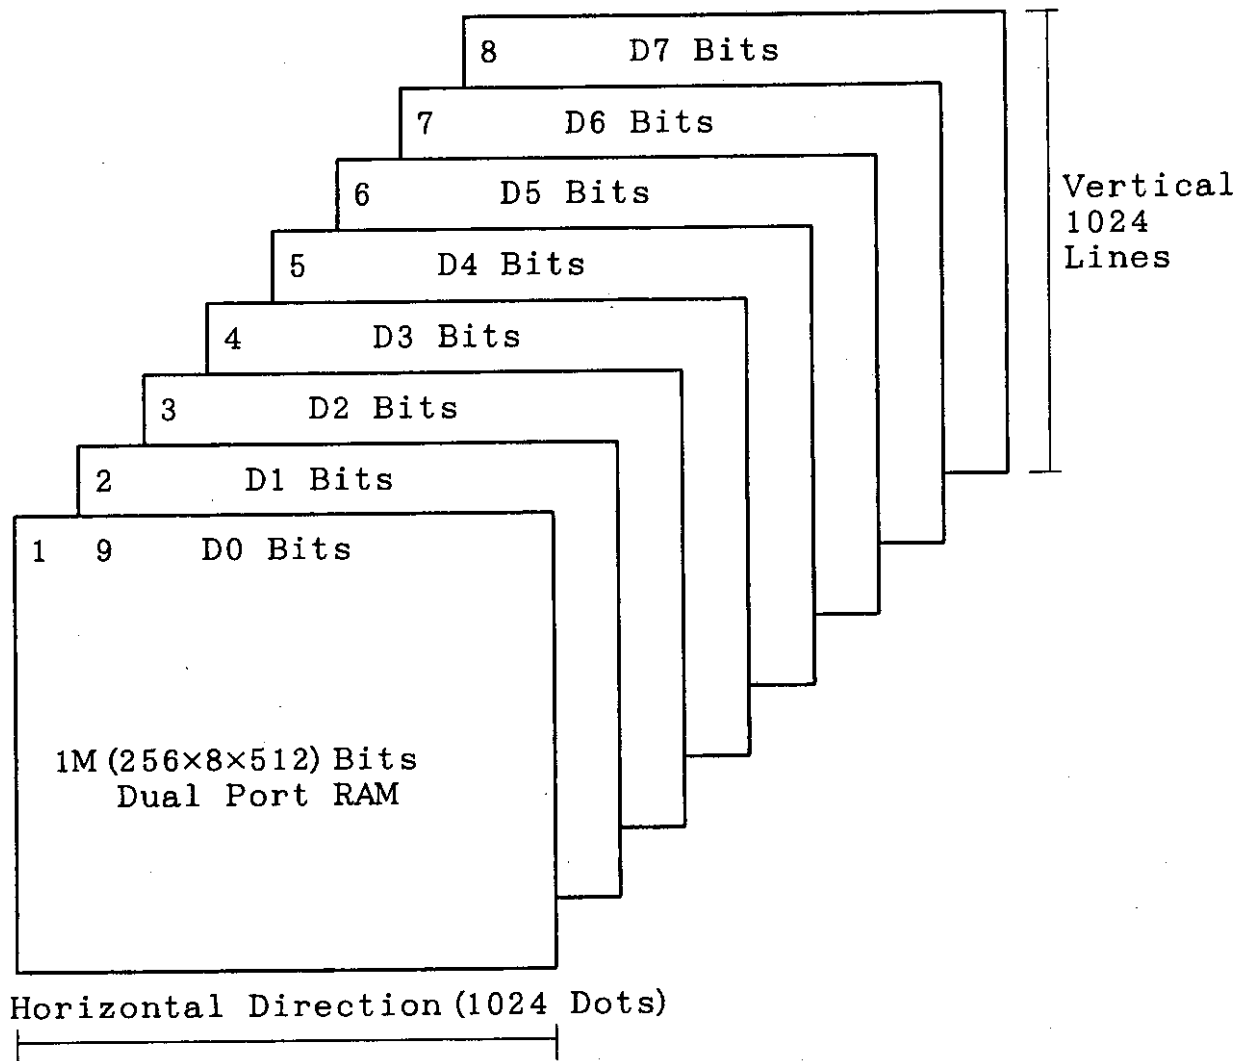 8 D7 Bits
7 D6 Bits
6 D5 Bits
5 D4 Bits
4 D3 Bits
3 D2 Bits
2 D1 Bits
1 9 D0 Bits
1M (256×8×512) Bits
Dual Port RAM
Vertical
1024
Lines
Horizontal Direction (1024 Dots)